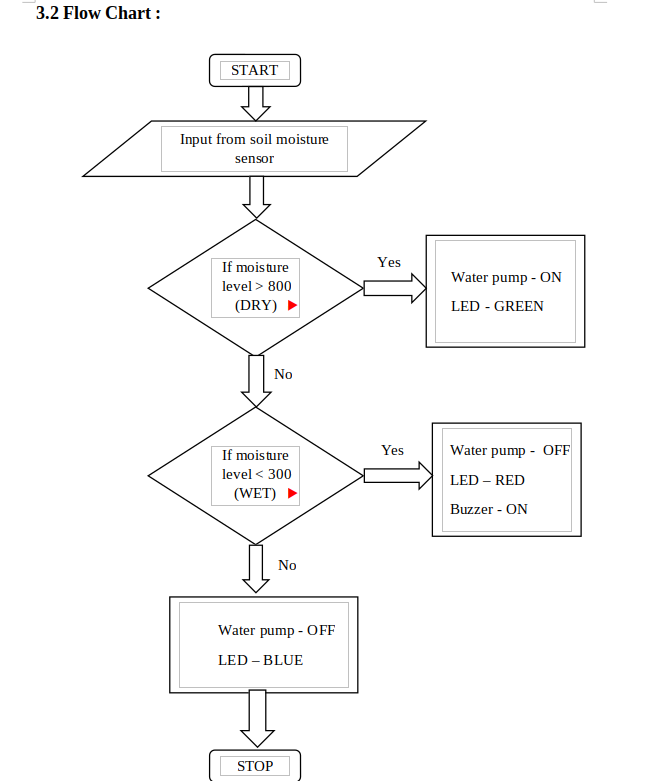 3.2 Flow Chart :
START
Input from soil moisture
sensor
If moisture
level > 800
(DRY)
Yes
Water pump - ON
LED - GREEN
No
If moisture
level < 300
(WET)
Yes
Water pump -  OFF
LED – RED
Buzzer - ON
No
Water pump - OFF
LED – BLUE
STOP